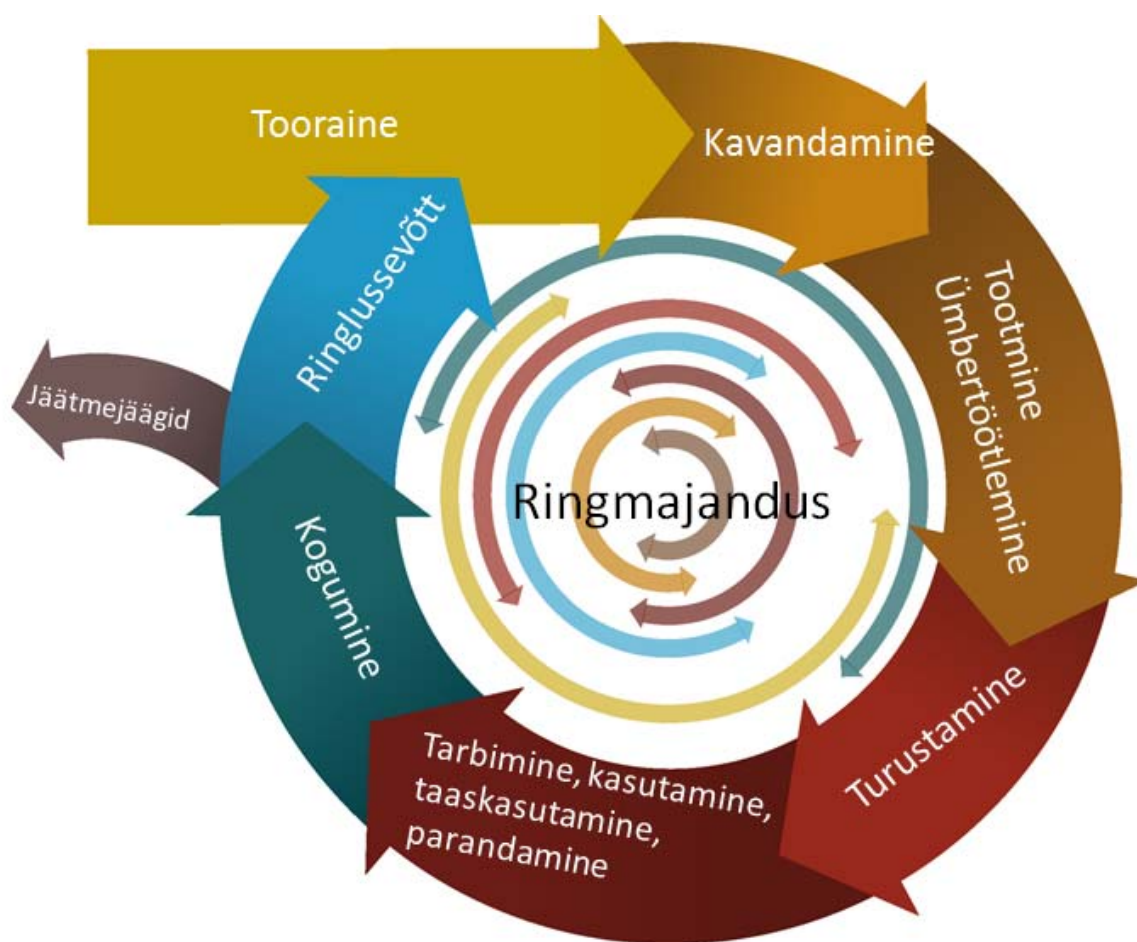 Tooraine
Kavandamine
Tootmine
Ümbertöötlemine
Turustamine
Tarbimine, kasutamine,
taaskasutamine,
parandamine
Kogumine
Ringlussevõtt
Jäätmejäägid
Ringmajandus